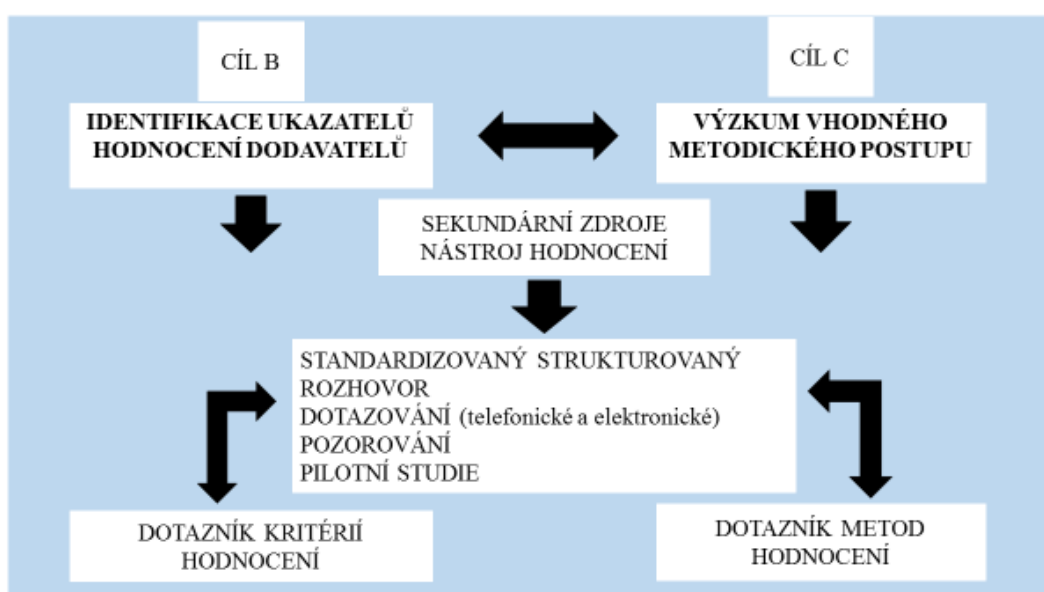 CÍL B
CÍL C
IDENTIFIKACE UKAZATELŮ
HODNOCENÍ DODAVATELŮ
VÝZKUM VHODNÉHO
METODICKÉHO POSTUPU
SEKUNDÁRNÍ ZDROJE
NÁSTROJ HODNOCENÍ
STANDARDIZOVANÝ STRUKTUROVANÝ
ROZHOVOR
DOTAZOVÁNÍ (telefonické a elektronické)
POZOROVÁNÍ
PILOTNÍ STUDIE
DOTAZNÍK KRITÉRIÍ
HODNOCENÍ
DOTAZNÍK METOD
HODNOCENÍ